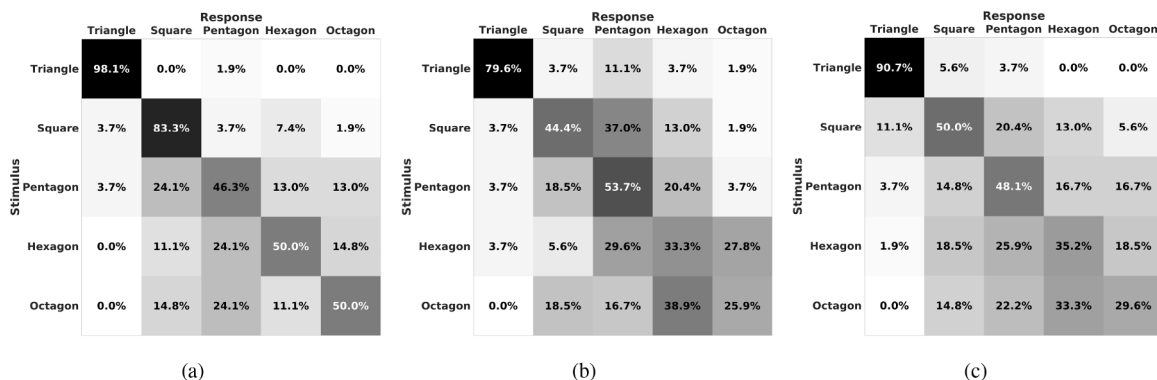 Response
Triangle Square Pentagon Hexagon Octagon
Stimulus
Triangle 98.1% 0.0% 1.9% 0.0% 0.0%
Square 3.7% 83.3% 3.7% 7.4% 1.9%
Pentagon 3.7% 24.1% 46.3% 13.0% 13.0%
Hexagon 0.0% 11.1% 24.1% 50.0% 14.8%
Octagon 0.0% 14.8% 24.1% 11.1% 50.0%
(a)
Response
Triangle Square Pentagon Hexagon Octagon
Stimulus
Triangle 79.6% 3.7% 11.1% 3.7% 1.9%
Square 3.7% 44.4% 37.0% 13.0% 1.9%
Pentagon 3.7% 18.5% 53.7% 20.4% 3.7%
Hexagon 3.7% 5.6% 29.6% 33.3% 27.8%
Octagon 0.0% 18.5% 16.7% 38.9% 25.9%
(b)
Response
Triangle Square Pentagon Hexagon Octagon
Stimulus
Triangle 90.7% 5.6% 3.7% 0.0% 0.0%
Square 11.1% 50.0% 20.4% 13.0% 5.6%
Pentagon 3.7% 14.8% 48.1% 16.7% 16.7%
Hexagon 1.9% 18.5% 25.9% 35.2% 18.5%
Octagon 0.0% 14.8% 22.2% 33.3% 29.6%
(c)